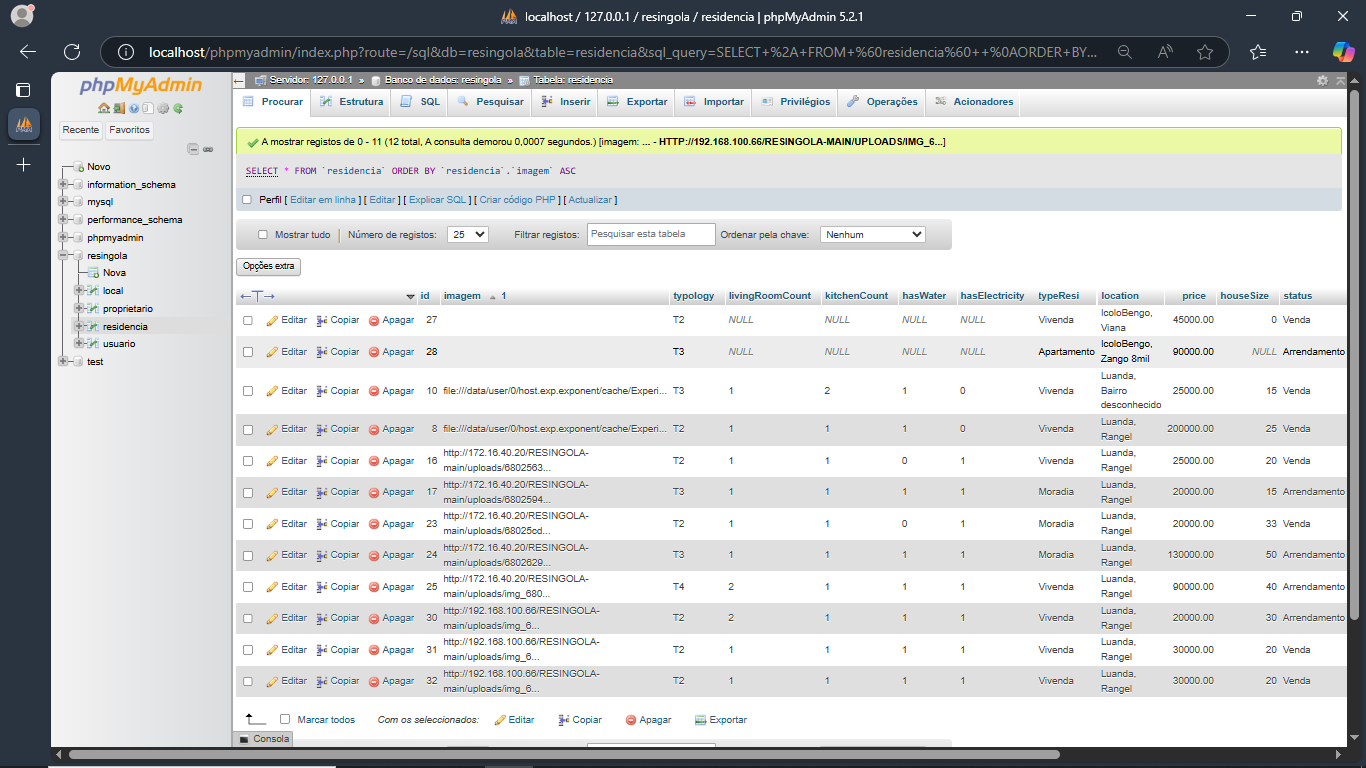 localhost / 127.0.0.1 / resingola / residencia | phpMyAdmin 5.2.1
localhost/phpmyadmin/index.php?route=/sql&db=resingola&table=residencia&sql_query=SELECT+%2A+FROM+%60residencia%60++%0AORDER+BY...
phpMyAdmin
Recente Favoritos
Novo
information_schema
mysql
performance_schema
phpmyadmin
resingola
Nova
local
proprietario
residencia
usuario
test
Servidor: 127.0.0.1 » Banco de dados: resingola » Tabela: residencia
Procurar Estrutura SQL Pesquisar Inserir Exportar Importar Privilégios Operações Acionadores
A mostrar registos de 0 - 11 (12 total, A consulta demorou 0,0007 segundos.) [imagem: ... - HTTP://192.168.100.66/RESINGOLA-MAIN/UPLOADS/IMG_6...]
SELECT * FROM `residencia` ORDER BY `residencia`.`imagem` ASC
Perfil [ Editar em linha ] [ Editar ] [ Explicar SQL ] [ Criar código PHP ] [ Actualizar ]
Mostrar tudo Número de registos: 25 Filtrar registos: Pesquisar esta tabela Ordenar pela chave: Nenhum
Opções extra
←T→ id imagem 1 typology livingRoomCount kitchenCount hasWater hasElectricity typeResi location price houseSize status
Editar Copiar Apagar 27 T2 NULL NULL NULL NULL Vivenda IcoloBengo, Viana 45000.00 0 Venda
Editar Copiar Apagar 28 T3 NULL NULL NULL NULL Apartamento IcoloBengo, Zango 8mil 90000.00 NULL Arrendamento
Editar Copiar Apagar 10 file:///data/user/0/host.exp.exponent/cache/Experi... T3 1 2 1 0 Vivenda Luanda, Bairro desconhecido 25000.00 15 Venda
Editar Copiar Apagar 8 file:///data/user/0/host.exp.exponent/cache/Experi... T2 1 1 1 0 Vivenda Luanda, Rangel 200000.00 25 Venda
Editar Copiar Apagar 16 http://172.16.40.20/RESINGOLA-main/uploads/6802563... T2 1 1 0 1 Vivenda Luanda, Rangel 25000.00 20 Venda
Editar Copiar Apagar 17 http://172.16.40.20/RESINGOLA-main/uploads/6802594... T3 1 1 1 1 Moradia Luanda, Rangel 20000.00 15 Arrendamento
Editar Copiar Apagar 23 http://172.16.40.20/RESINGOLA-main/uploads/68025cd... T2 1 1 0 1 Moradia Luanda, Rangel 20000.00 33 Venda
Editar Copiar Apagar 24 http://172.16.40.20/RESINGOLA-main/uploads/6802629... T3 1 1 1 1 Moradia Luanda, Rangel 130000.00 50 Arrendamento
Editar Copiar Apagar 25 http://172.16.40.20/RESINGOLA-main/uploads/img_680... T4 2 1 1 1 Vivenda Luanda, Rangel 90000.00 40 Arrendamento
Editar Copiar Apagar 30 http://192.168.100.66/RESINGOLA-main/uploads/img_6... T2 2 1 1 1 Vivenda Luanda, Rangel 20000.00 30 Arrendamento
Editar Copiar Apagar 31 http://192.168.100.66/RESINGOLA-main/uploads/img_6... T2 1 1 1 1 Vivenda Luanda, Rangel 30000.00 20 Venda
Editar Copiar Apagar 32 http://192.168.100.66/RESINGOLA-main/uploads/img_6... T2 1 1 1 1 Vivenda Luanda, Rangel 30000.00 20 Venda
Marcar todos Com os seleccionados: Editar Copiar Apagar Exportar
Consola